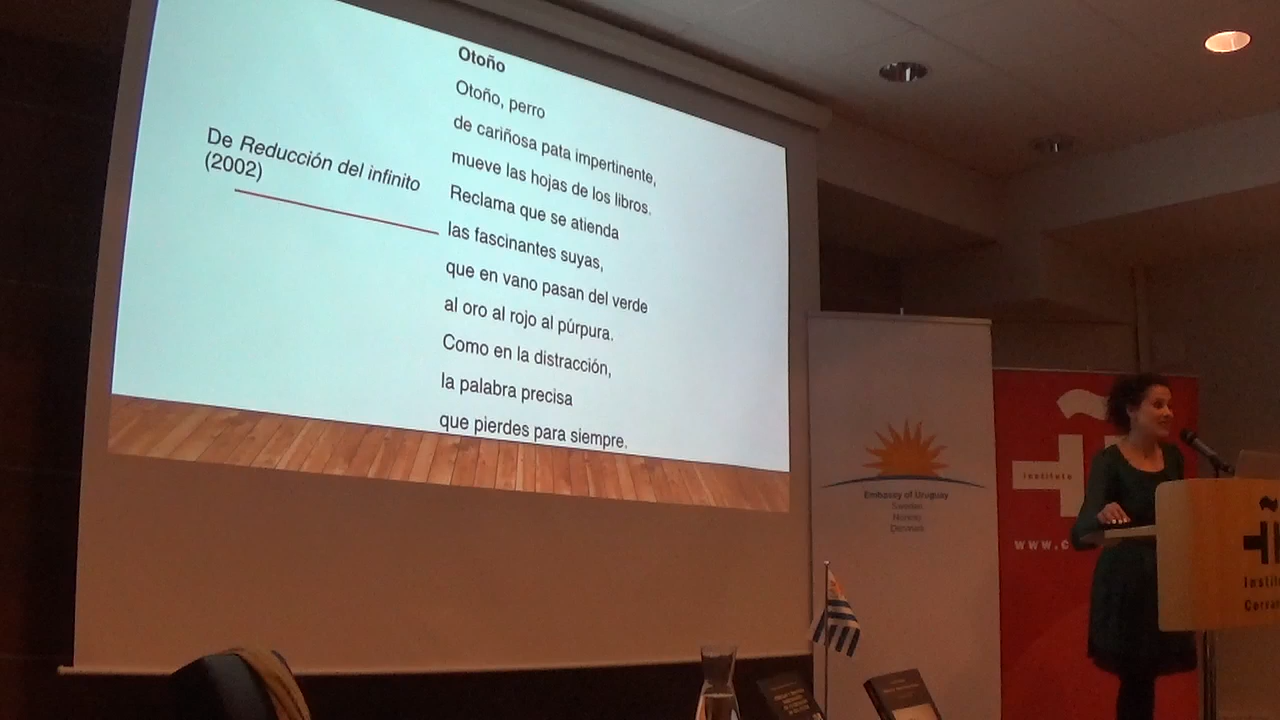 De Reducción del infinito
(2002)
Otoño
Otoño, perro
de cariñosa pata impertinente,
mueve las hojas de los libros.
Reclama que se atienda
las fascinantes suyas,
que en vano pasan del verde
al oro al rojo al púrpura.
Como en la distracción,
la palabra precisa
que pierdes para siempre.
Embassy of Uruguay
Sweden
Norway
Denmark
Instituto
www.c
Instit
Cervan